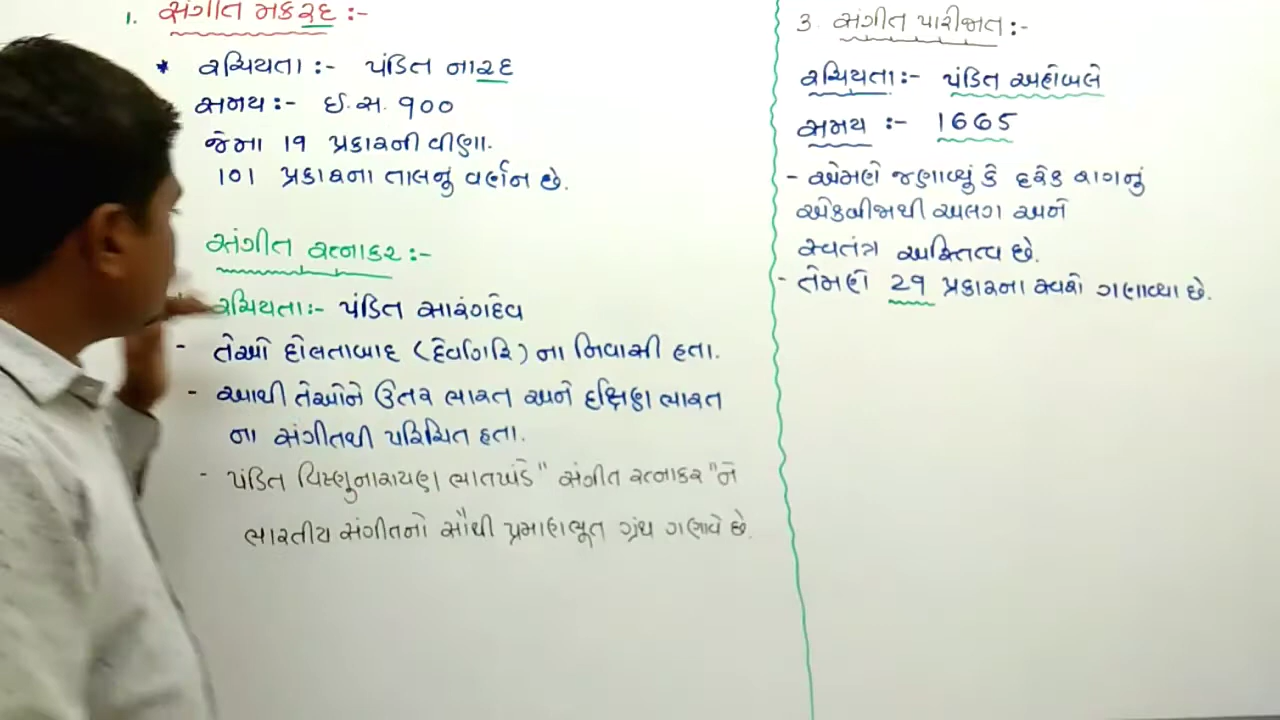 1. સંગીત મકરંદ :-
* રચયિતા :- પંડિત નારદ
સમય :- ઈ.સ. ૧૦૦
જેમા 19 પ્રકારની વીણા.
101 પ્રકારના તાલનું વર્ણન છે.
સંગીત રત્નાકર :-
રચયિતા:- પંડિત સારંગદેવ
- તેઓ દોલતાબાદ (દેવગિરિ) ના નિવાસી હતા.
- આથી તેઓને ઉત્તર ભારત અને દક્ષિણ ભારત
ના સંગીતથી પરિચિત હતા.
- પંડિત વિષ્ણુનારાયણ ભાતખંડે "સંગીત રત્નાકર" ને
ભારતીય સંગીતનો સૌથી પ્રમાણભૂત ગ્રંથ ગણાવે છે.
3. સંગીત પારીજાત :-
રચયિતા:- પંડિત અહોબલે
સમય :- 1665
- એમણે જણાવ્યું કે દરેક રાગનું
એકબીજાથી અલગ અને
સ્વતંત્ર અસ્તિત્વ છે.
- તેમણે 29 પ્રકારના સ્વરો ગણાવ્યા છે.